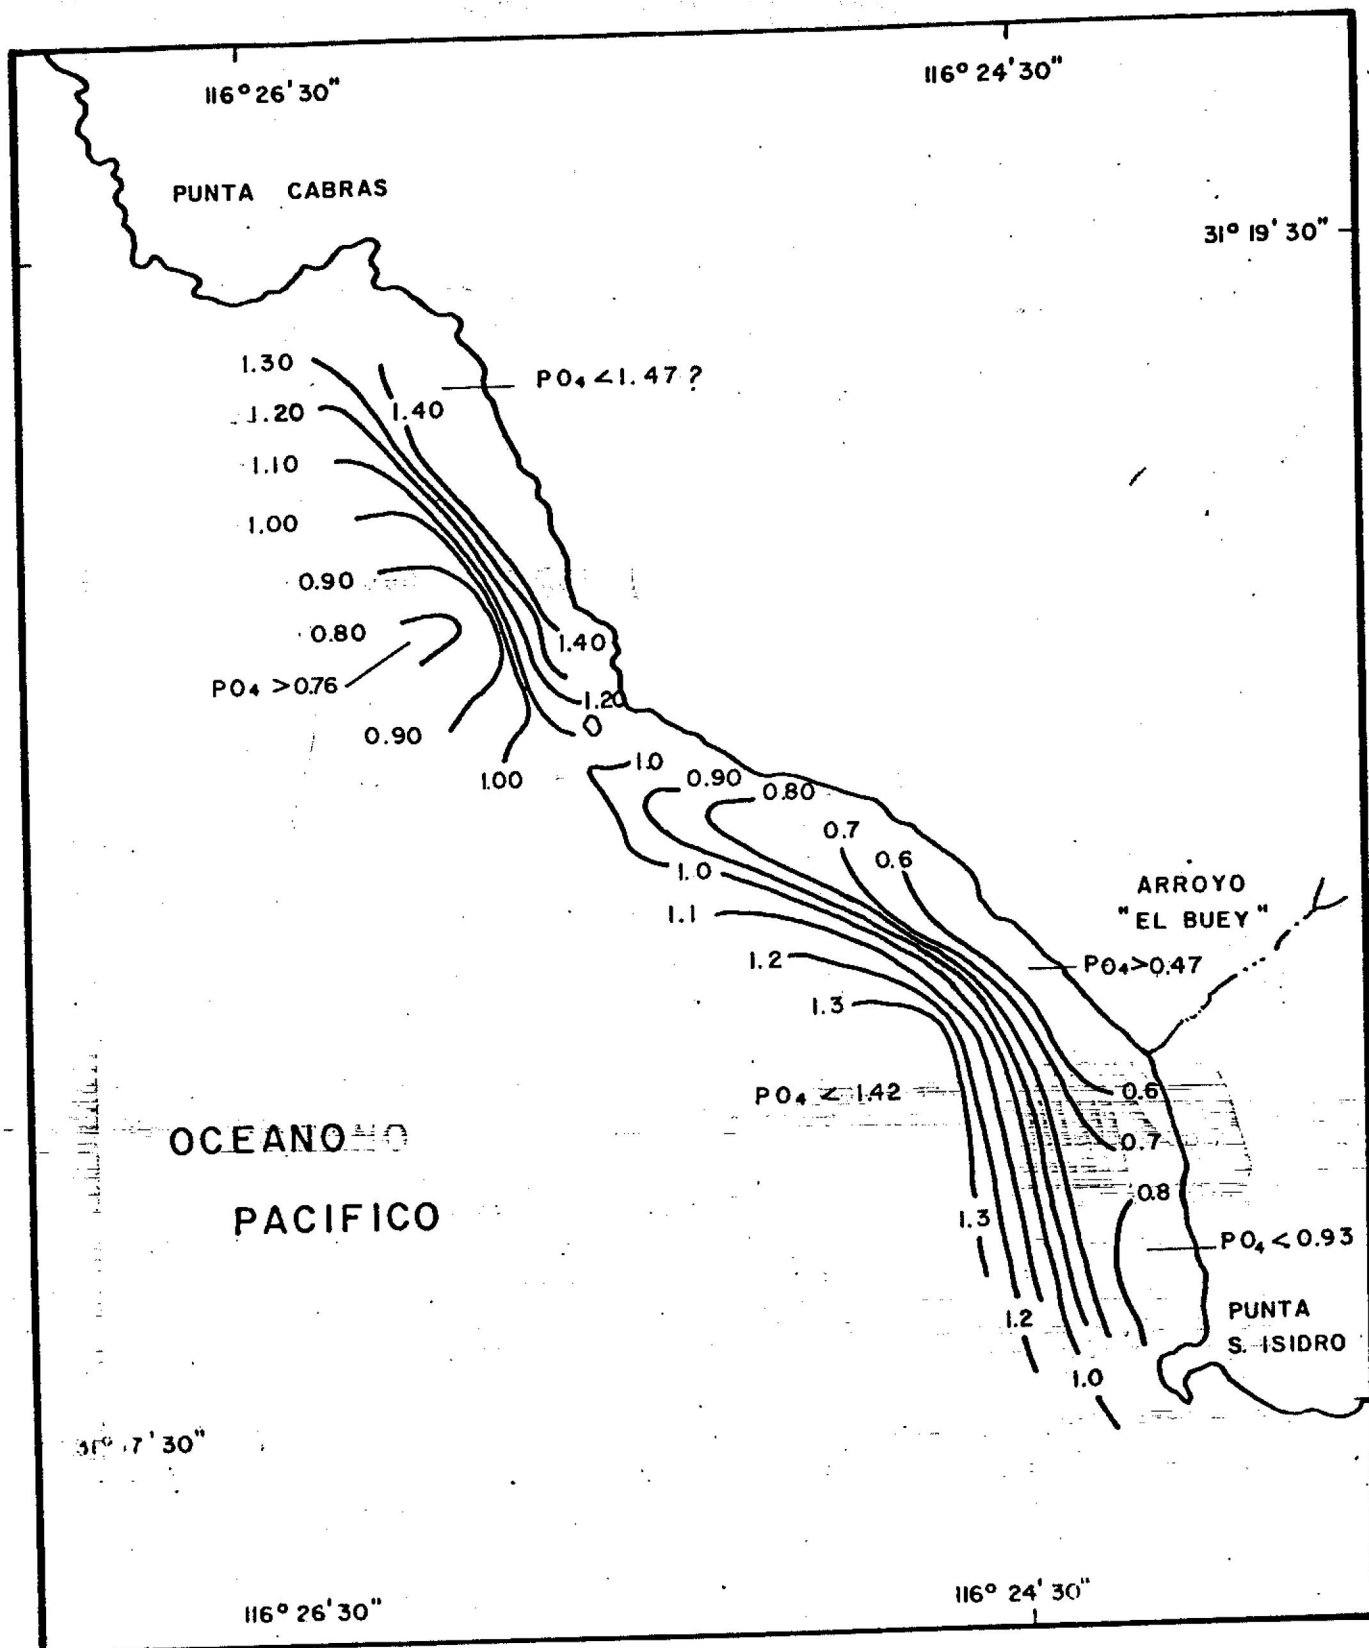 116° 26' 30"
116° 24' 30"
PUNTA CABRAS
31° 19' 30"
1.30
PO₄ <1.47 ?
1.20
1.40
1.10
1.00
0.90
0.80
1.40
PO₄ >0.76
1.20
0.90
1.00
1.0
0.90
0.80
0.7
0.6
1.0
ARROYO
"EL BUEY"
1.1
1.2
PO₄>0.47
1.3
PO₄ < 1.42
0.6
OCEANO
0.7
0.8
PACIFICO
1.3
PO₄ <0.93
PUNTA
S. ISIDRO
1.2
1.0
7' 30"
116° 26' 30"
116° 24' 30"